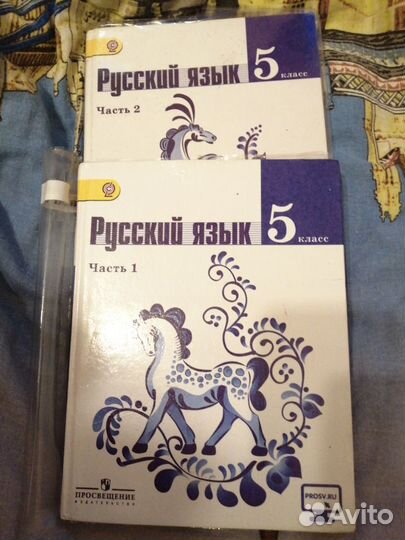 Русский язык 5 класс
Часть 2
Русский язык 5 класс
Часть 1
ПРОСВЕЩЕНИЕ
ИЗДАТЕЛЬСТВО
PROSV.RU
Avito